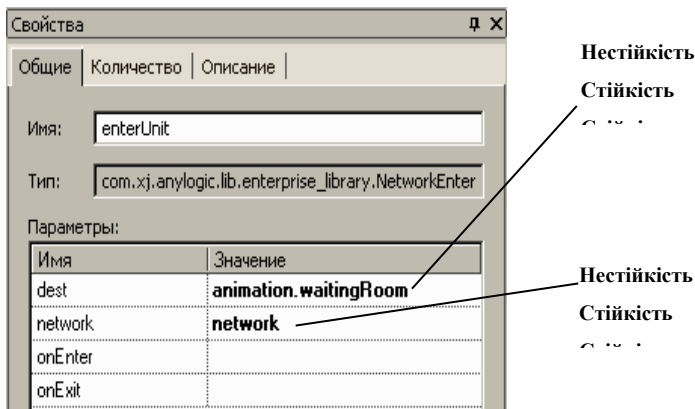 Свойства
Общие Количество Описание
Имя: enterUnit
Тип: com.xj.anylogic.lib.enterprise_library.NetworkEnter
Параметры:
Имя Значение
dest animation.waitingRoom
network network
onEnter
onExit
Нестійкість
Стійкість
Нестійкість
Стійкість